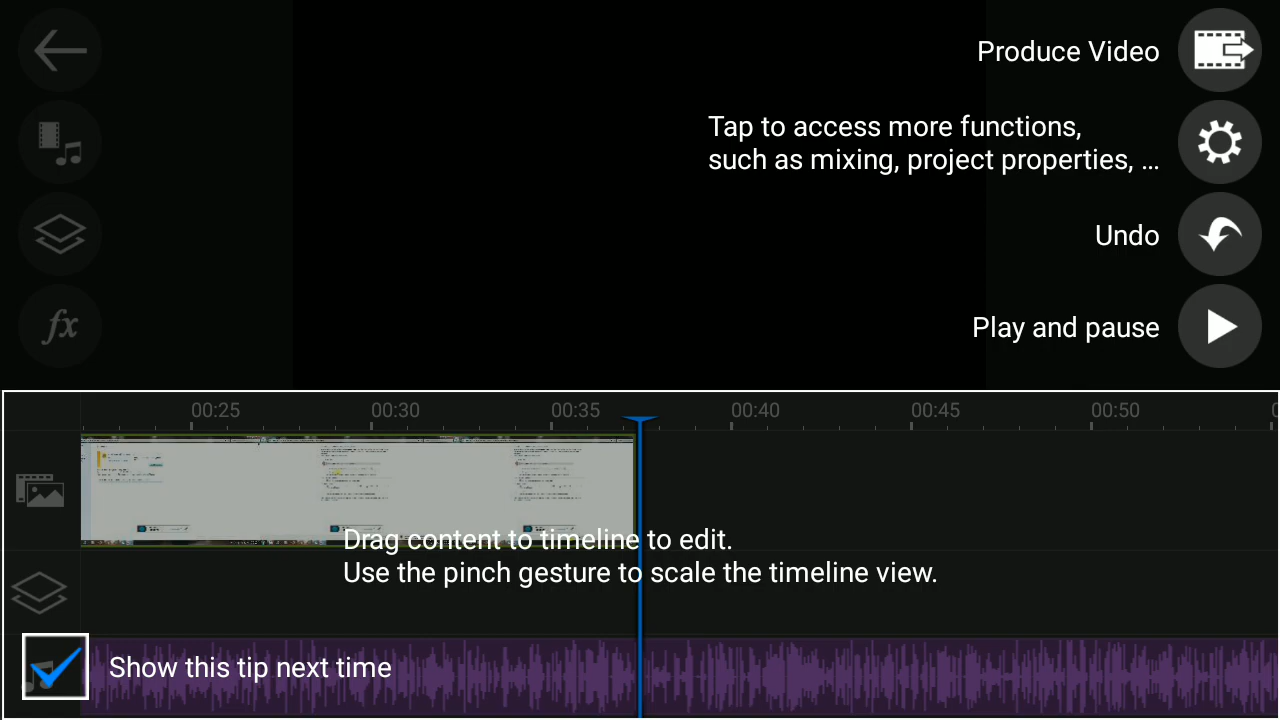 Produce Video
Tap to access more functions,
such as mixing, project properties, ...
Undo
fx
Play and pause
00:25 00:30 00:35 00:40 00:45 00:50
Drag content to timeline to edit.
Use the pinch gesture to scale the timeline view.
Show this tip next time